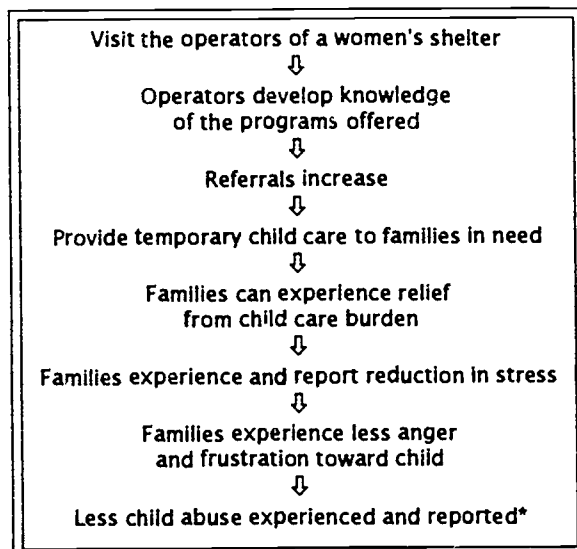 Visit the operators of a women's shelter
Operators develop knowledge
of the programs offered
Referrals increase
Provide temporary child care to families in need
Families can experience relief
from child care burden
Families experience and report reduction in stress
Families experience less anger
and frustration toward child
Less child abuse experienced and reported*